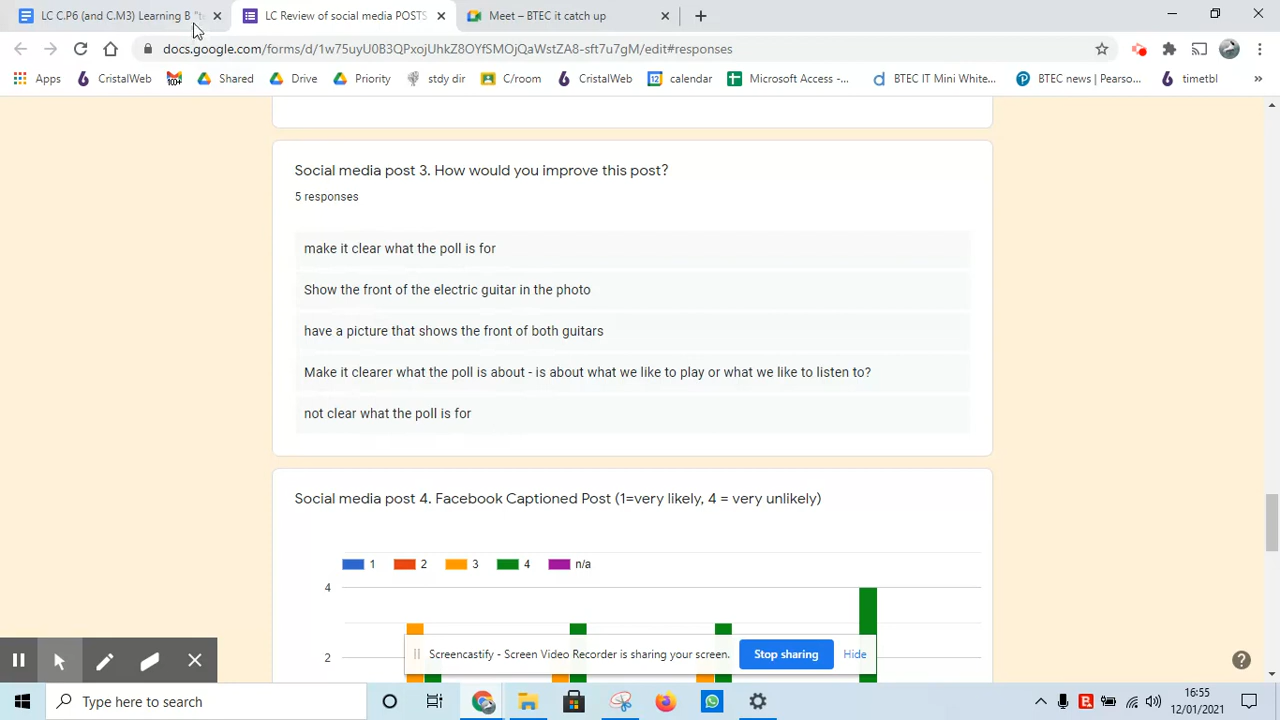 LC C.P6 (and C.M3) Learning B "t
LC Review of social media POSTS
Meet – BTEC it catch up
docs.google.com/forms/d/1w75uyU0B3QPxojUhkZ8OYfSMOjQaWstZA8-sft7u7gM/edit#responses
Apps CristalWeb 100+ Shared Drive Priority stdy dir C/room CristalWeb 12 calendar Microsoft Access -... BTEC IT Mini White... BTEC news | Pearso... timetbl »
Social media post 3. How would you improve this post?
5 responses
make it clear what the poll is for
Show the front of the electric guitar in the photo
have a picture that shows the front of both guitars
Make it clearer what the poll is about - is about what we like to play or what we like to listen to?
not clear what the poll is for
Social media post 4. Facebook Captioned Post (1=very likely, 4 = very unlikely)
1 2 3 4 n/a
4
2
Screencastify - Screen Video Recorder is sharing your screen. Stop sharing Hide
Type here to search
16:55
12/01/2021